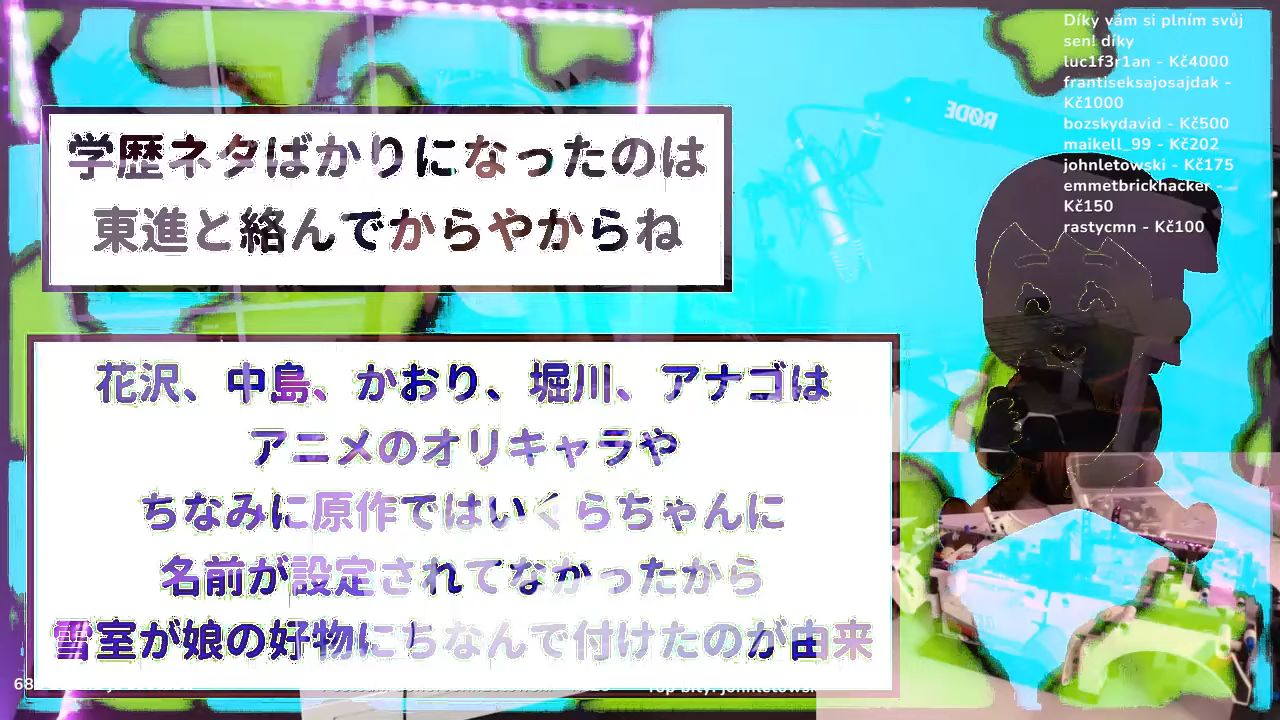 学歴ネタばかりになったのは
東進と絡んでからやからね
花沢、中島、かおり、堀川、アナゴは
アニメのオリキャラや
ちなみに原作ではいくらちゃんに
名前が設定されてなかったから
雪室が娘の好物にちなんで付けたのが由来
RØDE
Díky vám si plním svůj
sen! díky
luc1f3r1an - Kč4000
frantiseksajosajdak -
Kč1000
bozskydavid - Kč500
maikell_99 - Kč202
johnletowski - Kč175
emmetbrickhacker -
Kč150
rastycmn - Kč100
68
Top bity: johnletowski